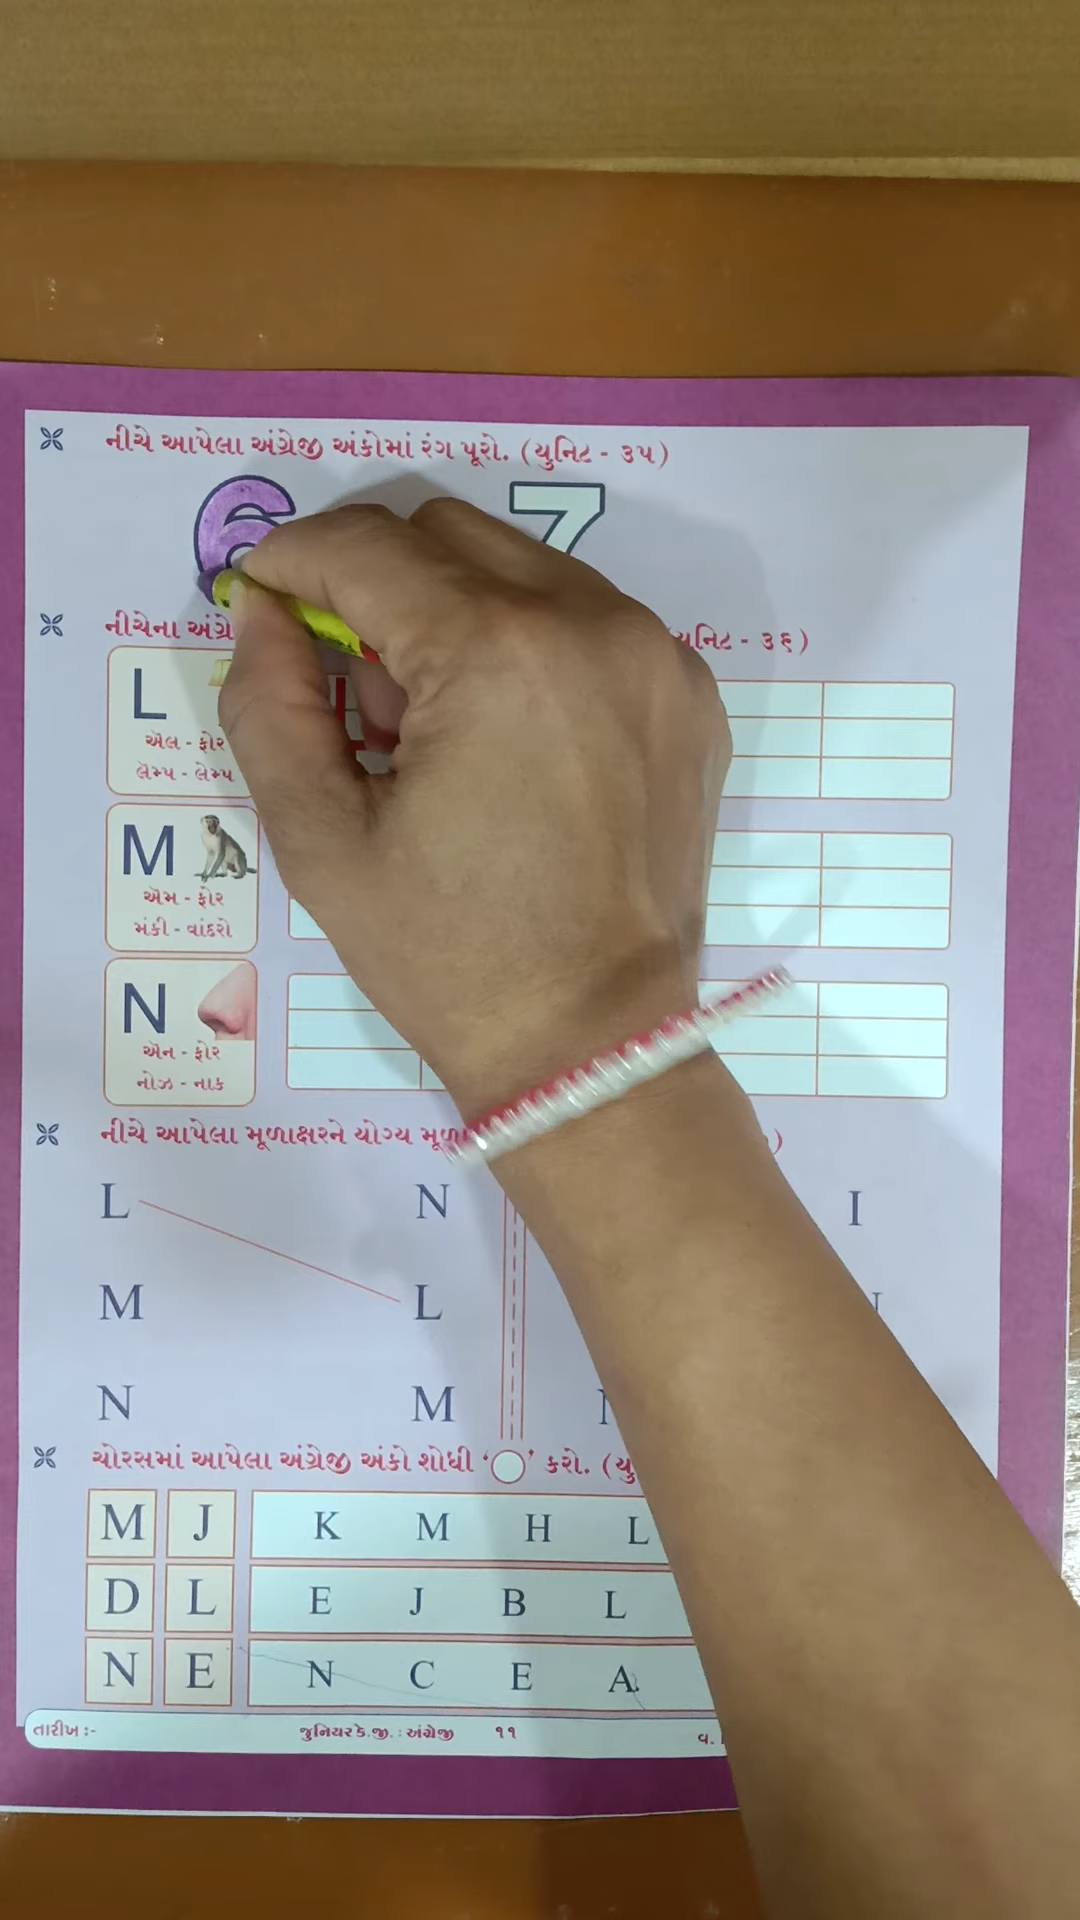 નીચે આપેલા અંગ્રેજી અંકોમાં રંગ પૂરો. (યુનિટ - ૩૫)
6 7
નીચેના યુનિટ - ૩૬)
L
એલ - ફોર
લેમ્પ - લેમ્પ
M
એમ - ફોર
મંકી - વાંદરો
N
એન - ફોર
નોઝ - નાક
નીચે આપેલા મૂળાક્ષરને યોગ્ય
L N I
M L
N M
ચોરસમાં આપેલા અંગ્રેજી અંકો શોધી ‘○’ કરો.
M J K M H L
D L E J B L
N E N C E A
તારીખ :- જુનિયર કે.જી. : અંગ્રેજી ૧૧ વ.